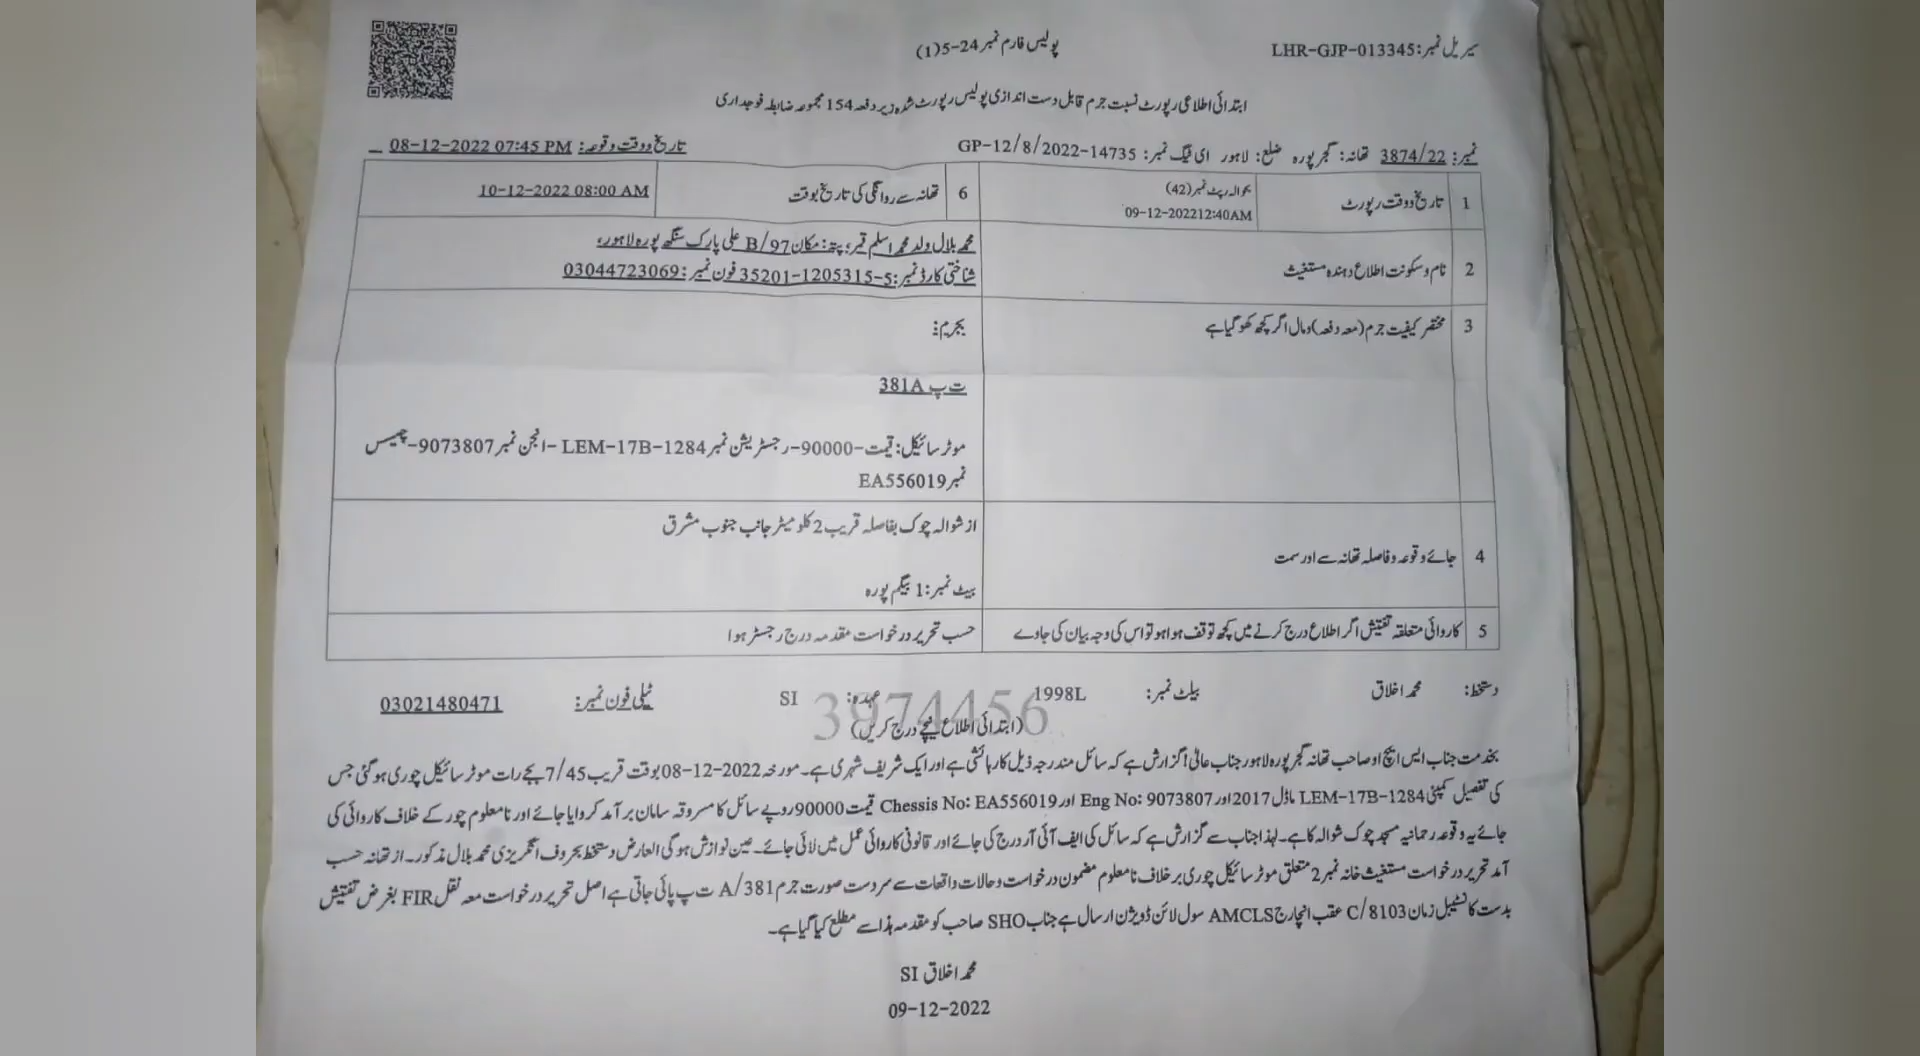 سیریل نمبر: LHR-GJP-013345
پولیس فارم نمبر 24-5(1)
ابتدائی اطلاعی رپورٹ نسبت جرم قابل دست اندازی پولیس رپورٹ شدہ زیر دفعہ 154 مجموعہ ضابطہ فوجداری
نمبر: 3874/22 تھانہ: گجر پورہ ضلع: لاہور ای ٹیگ نمبر: GP-12/8/2022-14735 تاریخ و وقت وقوعہ: 08-12-2022 07:45 PM
1 تاریخ و وقت رپورٹ
بحوالہ رپٹ نمبر (42)
09-12-202212:40AM
6 تھانہ سے روانگی کی تاریخ و وقت
10-12-2022 08:00 AM
2 نام و سکونت اطلاع دہندہ مستغیث
محمد بلال ولد محمد اسلم قمر، پتہ: مکان 97/B علی پارک سنگھ پورہ لاہور،
شناختی کارڈ نمبر: 35201-1205315-5 فون نمبر: 03044723069
3 مختصر کیفیت جرم (معہ دفعہ) و مال اگر کچھ کھو گیا ہے
بجرم:
ت پ 381A
موٹر سائیکل: قیمت-90000- رجسٹریشن نمبر LEM-17B-1284 -انجن نمبر 9073807- چیسس
نمبر EA556019
4 جائے وقوعہ و فاصلہ تھانہ سے اور سمت
از شوالہ چوک بفاصلہ قریب 2 کلومیٹر جانب جنوب مشرق
بیٹ نمبر: 1 بیگم پورہ
5 کاروائی متعلقہ تفتیش اگر اطلاع درج کرنے میں کچھ توقف ہوا ہو تو اس کی وجہ بیان کی جاوے
حسب تحریر درخواست مقدمہ درج رجسٹر ہوا
دستخط: محمد اخلاق بیلٹ نمبر: 1998L عہدہ: SI ٹیلی فون نمبر: 03021480471
3974456
(ابتدائی اطلاع نیچے درج کریں)
بخدمت جناب ایس ایچ او صاحب تھانہ گجر پورہ لاہور جناب عالی! گزارش ہے کہ سائل مندرجہ ذیل کا رہائشی ہے اور ایک شریف شہری ہے۔ مورخہ 08-12-2022 بوقت قریب 7/45 بجے رات موٹر سائیکل چوری ہو گئی جس
کی تفصیل کمپنی LEM-17B-1284 ماڈل 2017 اور Eng No: 9073807 اور Chessis No: EA556019 قیمت 90000 روپے سائل کا مسروقہ سامان برآمد کروایا جائے اور نامعلوم چور کے خلاف کاروائی کی
جائے یہ وقوعہ رحمانیہ مسجد چوک شوالہ کا ہے۔ لہذا جناب سے گزارش ہے کہ سائل کی ایف آئی آر درج کی جائے اور قانونی کاروائی عمل میں لائی جائے۔ عین نوازش ہوگی العارض دستخط بحروف انگریزی محمد بلال مذکور۔ از تھانہ حسب
آمد تحریر درخواست مستغیث خانہ نمبر 2 متعلق موٹر سائیکل چوری بر خلاف نامعلوم مضمون درخواست و حالات واقعات سے سردست صورت جرم 381/A ت پ پائی جاتی ہے اصل تحریر درخواست معہ نقل FIR بغرض تفتیش
بدست کانسٹیبل زمان 8103/C عقب انچارج AMCLS سول لائن ڈویژن ارسال ہے جناب SHO صاحب کو مقدمہ ہذا سے مطلع کیا گیا ہے۔
محمد اخلاق SI
09-12-2022